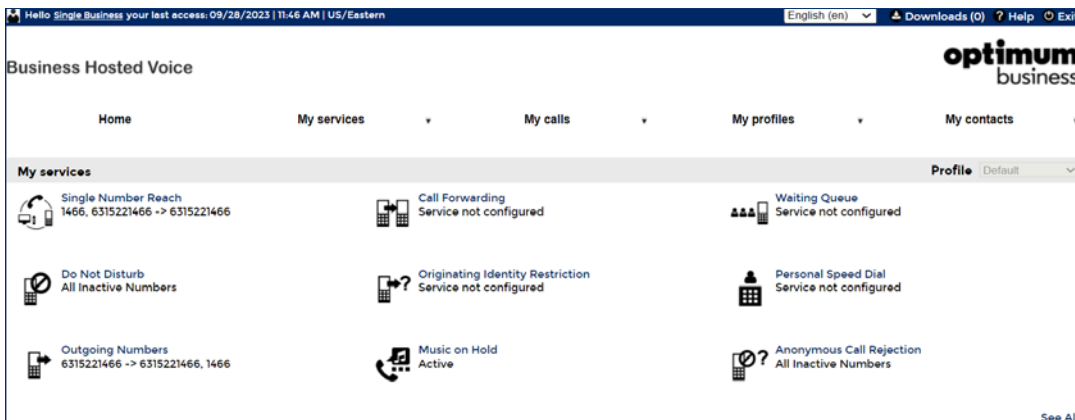 Hello Single Business your last access: 09/28/2023 | 11:46 AM | US/Eastern
English (en)
Downloads (0)
? Help
Exit
Business Hosted Voice
optimum
business
Home
My services
My calls
My profiles
My contacts
My services
Profile
Default
Single Number Reach
1466, 6315221466 -> 6315221466
Call Forwarding
Service not configured
Waiting Queue
Service not configured
Do Not Disturb
All Inactive Numbers
Originating Identity Restriction
Service not configured
Personal Speed Dial
Service not configured
Outgoing Numbers
6315221466 -> 6315221466, 1466
Music on Hold
Active
Anonymous Call Rejection
All Inactive Numbers
See Al